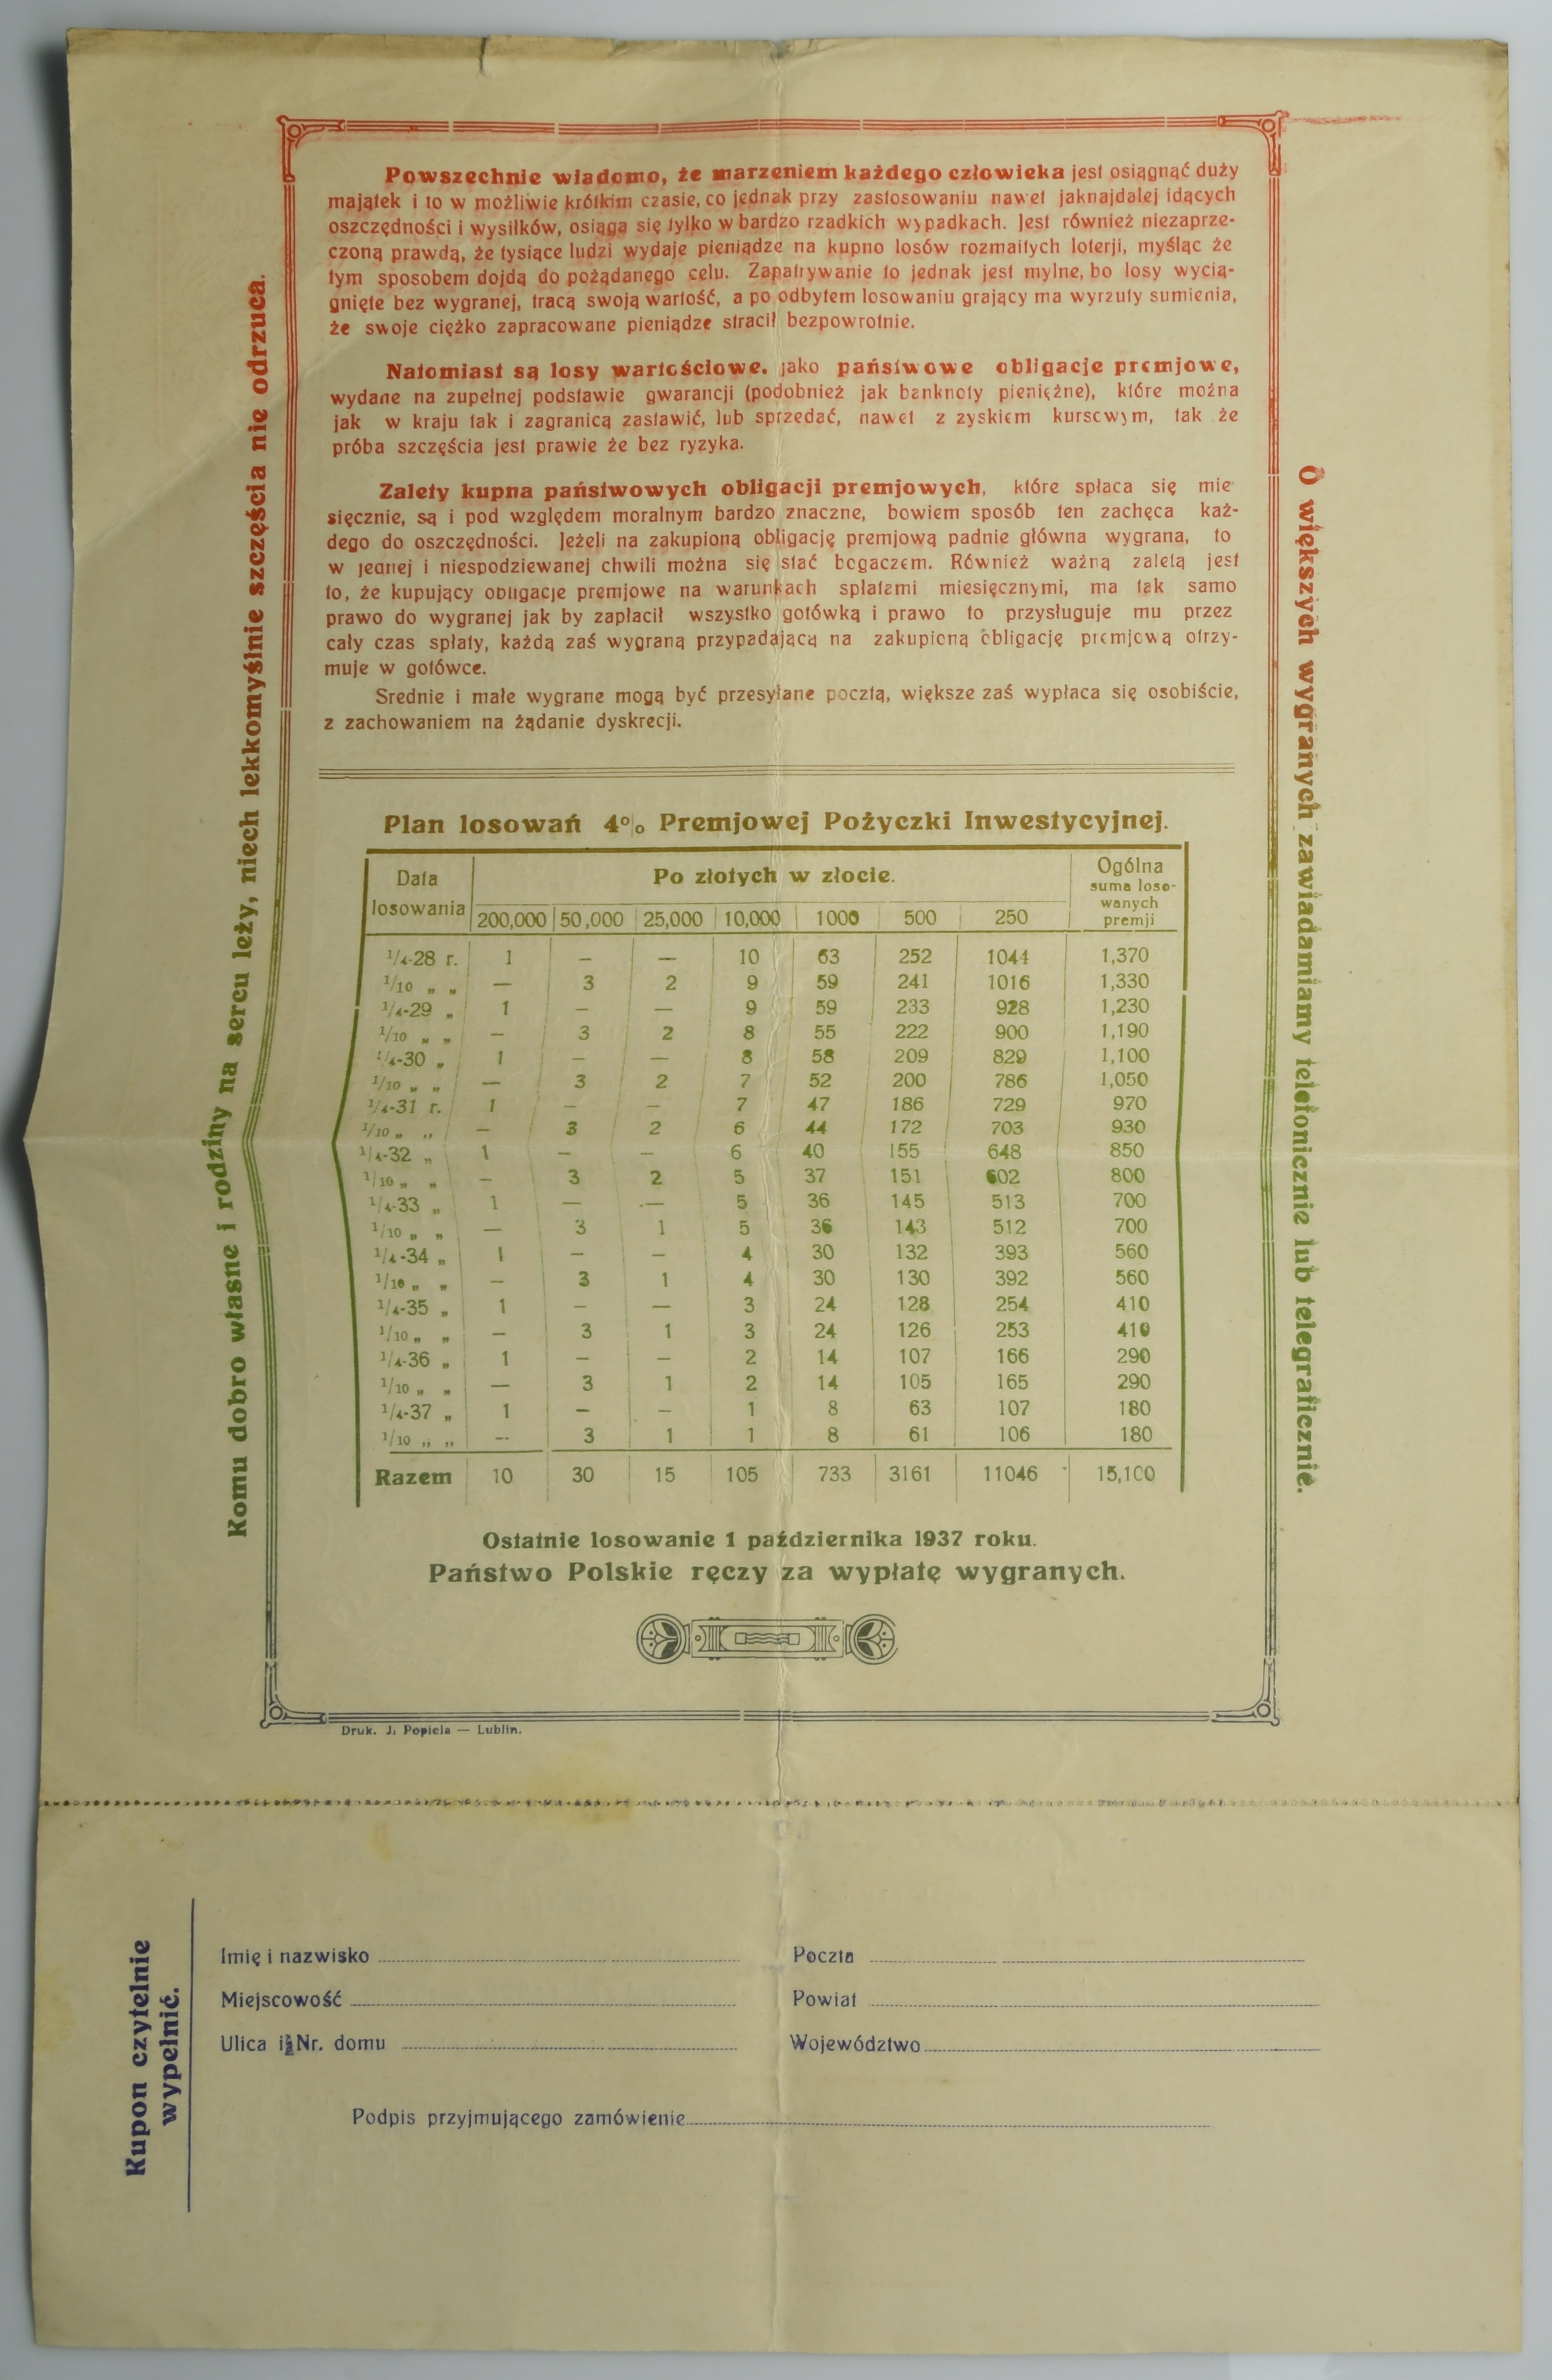 Komu dobro własne i rodziny na sercu leży, niech lekkomyślnie szczęścia nie odrzuca.
Powszechnie wiadomo, że marzeniem każdego człowieka jest osiągnąć duży
majątek i to w możliwie krótkim czasie, co jednak przy zastosowaniu nawet jaknajdalej idących
oszczędności i wysiłków, osiąga się tylko w bardzo rzadkich wypadkach. Jest również niezaprze-
czoną prawdą, że tysiące ludzi wydaje pieniądze na kupno losów rozmaitych loterji, myśląc że
tym sposobem dojdą do pożądanego celu. Zapatrywanie to jednak jest mylne, bo losy wycią-
gnięte bez wygranej, tracą swoją wartość, a po odbytem losowaniu grający ma wyrzuty sumienia,
że swoje ciężko zapracowane pieniądze stracił bezpowrotnie.
Natomiast są losy wartościowe. jako państwowe obligacje premjowe,
wydane na zupełnej podstawie gwarancji (podobnież jak banknoty pieniężne), które można
jak w kraju tak i zagranicą zastawić, lub sprzedać, nawet z zyskiem kursowym, tak że
próba szczęścia jest prawie że bez ryzyka.
Zalety kupna państwowych obligacji premjowych, które spłaca się mie
sięcznie, są i pod względem moralnym bardzo znaczne, bowiem sposób ten zachęca każ-
dego do oszczędności. Jeżeli na zakupioną obligację premjową padnie główna wygrana, to
w jednej i niespodziewanej chwili można się stać bogaczem. Również ważną zaletą jest
to, że kupujący obligacje premjowe na warunkach spłatami miesięcznymi, ma tak samo
prawo do wygranej jak by zapłacił wszystko gotówką i prawo to przysługuje mu przez
cały czas spłaty, każdą zaś wygraną przypadającą na zakupioną obligację premjową otrzy-
muje w gotówce.
Srednie i małe wygrane mogą być przesyłane pocztą, większe zaś wypłaca się osobiście,
z zachowaniem na żądanie dyskrecji.
Plan losowań 4% Premjowej Pożyczki Inwestycyjnej.
Data losowania Po złotych w złocie. Ogólna suma loso-wanych premji
200,000 50,000 25,000 10,000 1000 500 250
1/4-28 r. 1 — — 10 63 252 1044 1,370
1/10 „ „ — 3 2 9 59 241 1016 1,330
1/4-29 „ 1 — — 9 59 233 928 1,230
1/10 „ „ — 3 2 8 55 222 900 1,190
1/4-30 „ 1 — — 8 58 209 829 1,100
1/10 „ „ — 3 2 7 52 200 786 1,050
1/4-31 r. 1 — — 7 47 186 729 970
1/10 „ „ — 3 2 6 44 172 703 930
1/4-32 „ 1 — — 6 40 155 648 850
1/10 „ „ — 3 2 5 37 151 602 800
1/4-33 „ 1 — — 5 36 145 513 700
1/10 „ „ — 3 1 5 36 143 512 700
1/4-34 „ 1 — — 4 30 132 393 560
1/10 „ „ — 3 1 4 30 130 392 560
1/4-35 „ 1 — — 3 24 128 254 410
1/10 „ „ — 3 1 3 24 126 253 410
1/4-36 „ 1 — — 2 14 107 166 290
1/10 „ „ — 3 1 2 14 105 165 290
1/4-37 „ 1 — — 1 8 63 107 180
1/10 „ „ — 3 1 1 8 61 106 180
Razem 10 30 15 105 733 3161 11046 15,100
Ostatnie losowanie 1 października 1937 roku.
Państwo Polskie ręczy za wypłatę wygranych.
O większych wygranych zawiadamiamy telefonicznie lub telegraficznie.
Druk. J. Popiela — Lublin.
Kupon czytelnie
wypełnić.
Imię i nazwisko
Poczta
Miejscowość
Powiat
Ulica i Nr. domu
Województwo
Podpis przyjmującego zamówienie